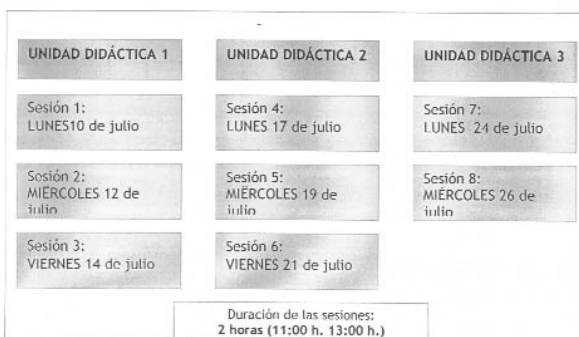 UNIDAD DIDÁCTICA 1
UNIDAD DIDÁCTICA 2
UNIDAD DIDÁCTICA 3
Sesión 1:
LUNES10 de julio
Sesión 4:
LUNES 17 de julio
Sesión 7:
LUNES 24 de julio
Sesión 2:
MIÉRCOLES 12 de
julio
Sesión 5:
MIÉRCOLES 19 de
julio
Sesión 8:
MIÉRCOLES 26 de
julio
Sesión 3:
VIERNES 14 de julio
Sesión 6:
VIERNES 21 de julio
Duración de las sesiones:
2 horas (11:00 h. 13:00 h.)